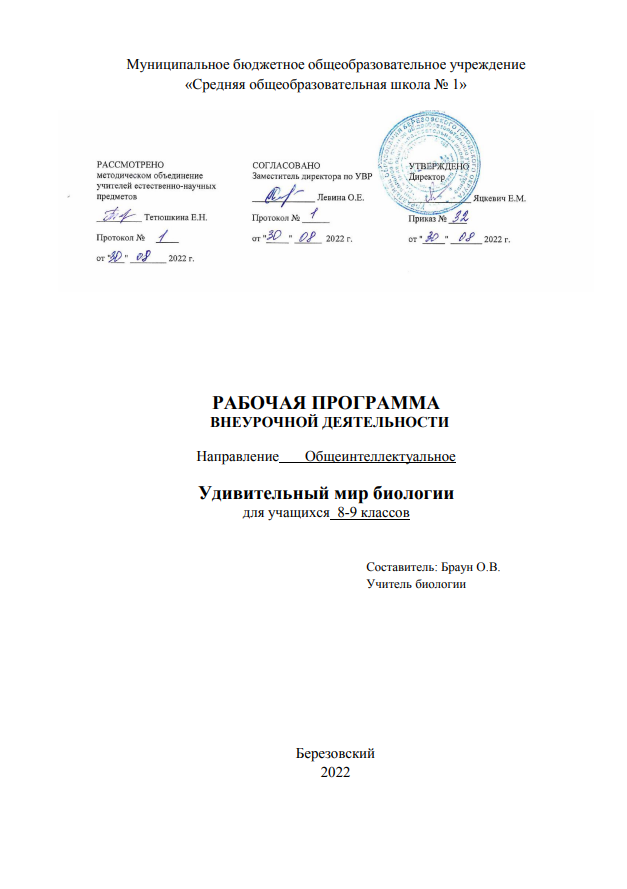 Муниципальное бюджетное общеобразовательное учреждение
«Средняя общеобразовательная школа № 1»
РАССМОТРЕНО
методическом объединение
учителей естественно-научных
предметов
Тетюшкина Е.Н.
Протокол № 1
от "30" 08 2022 г.
СОГЛАСОВАНО
Заместитель директора по УВР
Левина О.Е.
Протокол № 1
от "30" 08 2022 г.
УТВЕРЖДЕНО
Директор
Яцкевич Е.М.
Приказ № 32
от "30" 08 2022 г.
РАБОЧАЯ ПРОГРАММА
ВНЕУРОЧНОЙ ДЕЯТЕЛЬНОСТИ
Направление Общеинтеллектуальное
Удивительный мир биологии
для учащихся 8-9 классов
Составитель: Браун О.В.
Учитель биологии
Березовский
2022